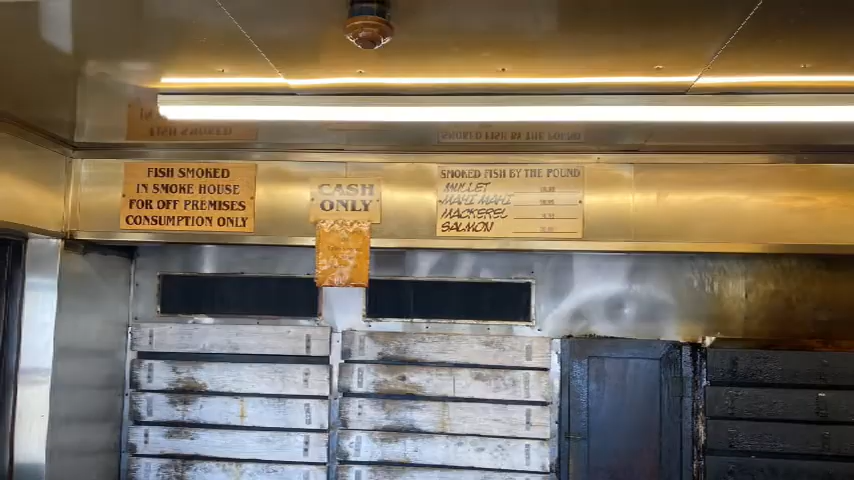 FISH SMOKED
IN SMOKE HOUSE
FOR OFF PREMISES
CONSUMPTION ONLY
CASH
ONLY
SMOKED FISH BY THE POUND
MULLET
MAHI MAHI
MACKEREL
SALMON